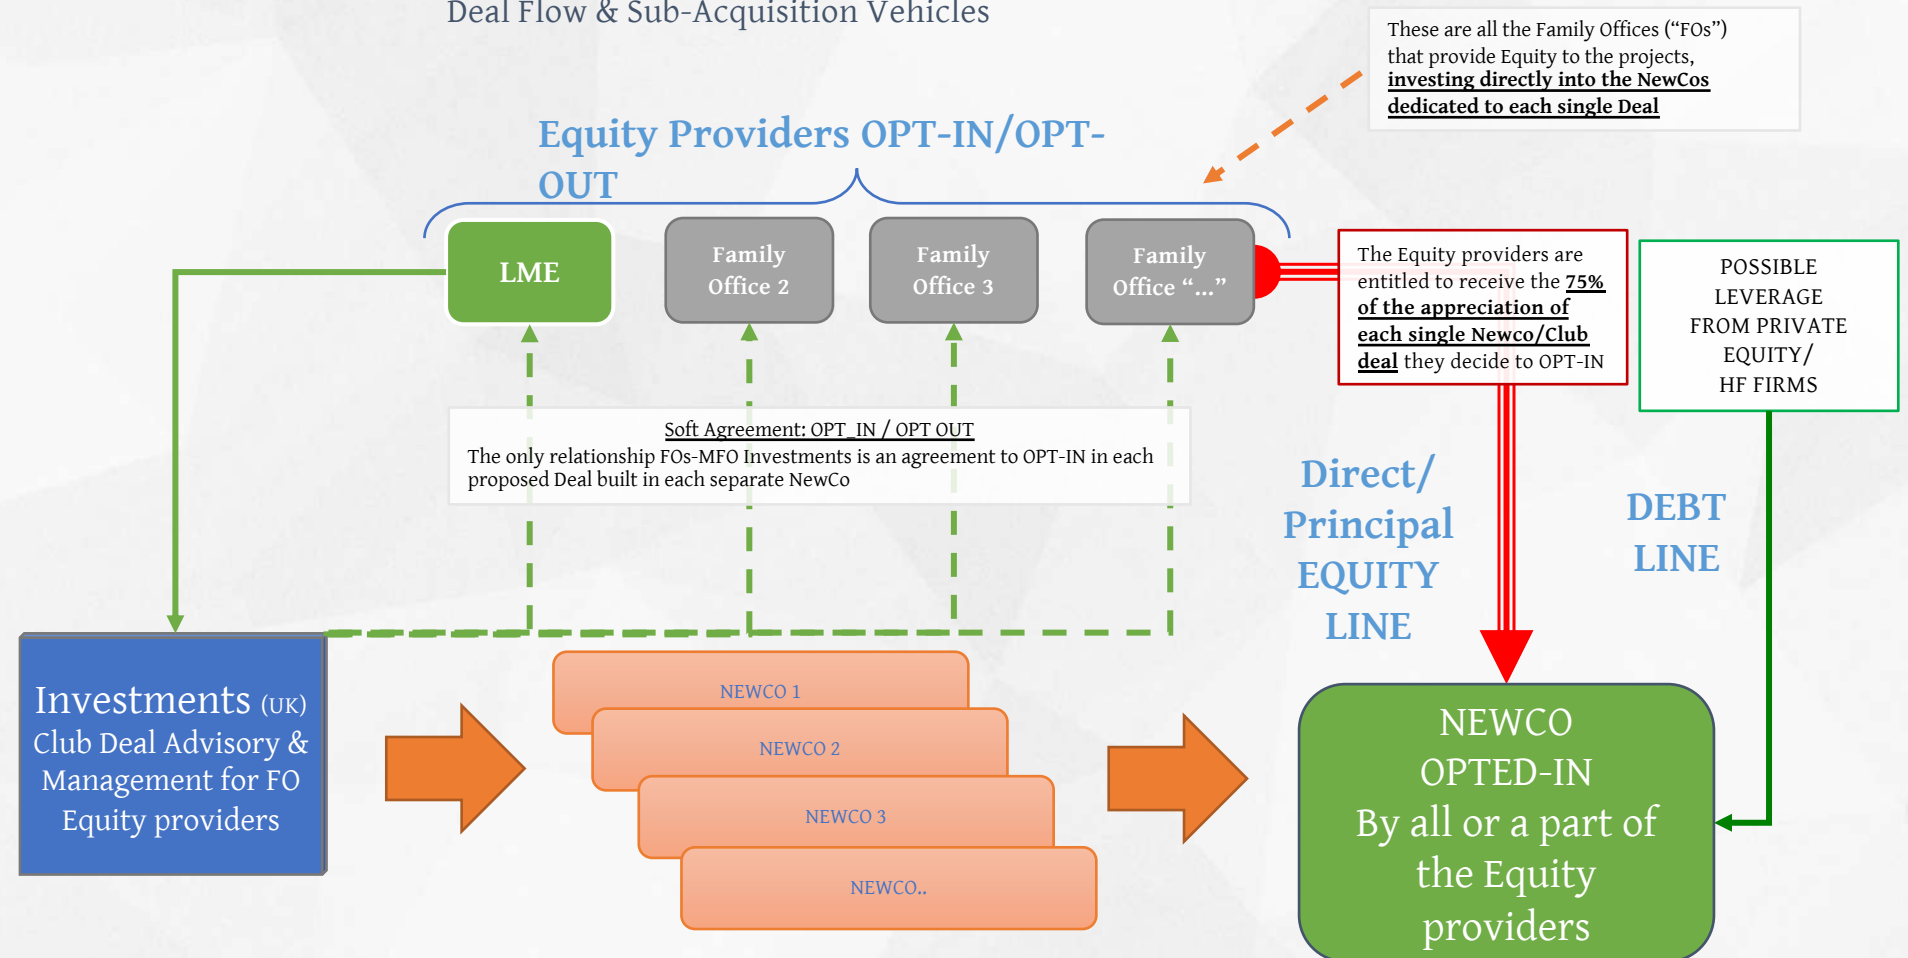 Deal Flow & Sub-Acquisition Vehicles
These are all the Family Offices (“FOs”)
that provide Equity to the projects,
investing directly into the NewCos
dedicated to each single Deal
Equity Providers OPT-IN/OPT-
OUT
LME
Family
Office 2
Family
Office 3
Family
Office “...”
The Equity providers are
entitled to receive the 75%
of the appreciation of
each single Newco/Club
deal they decide to OPT-IN
POSSIBLE
LEVERAGE
FROM PRIVATE
EQUITY/
HF FIRMS
Soft Agreement: OPT_IN / OPT OUT
The only relationship FOs-MFO Investments is an agreement to OPT-IN in each
proposed Deal built in each separate NewCo
Direct/
Principal
EQUITY
LINE
DEBT
LINE
Investments (UK)
Club Deal Advisory &
Management for FO
Equity providers
NEWCO 1
NEWCO 2
NEWCO 3
NEWCO..
NEWCO
OPTED-IN
By all or a part of
the Equity
providers